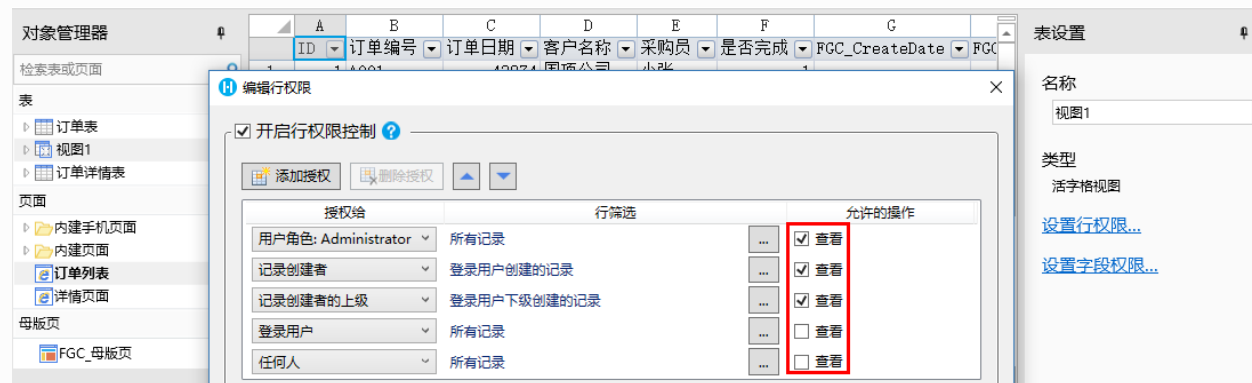 对象管理器
检索表或页面
表
订单表
视图1
订单详情表
页面
内建手机页面
内建页面
订单列表
详情页面
母版页
FGC_母版页
A B C D E F G
ID 订单编号 订单日期 客户名称 采购员 是否完成 FGC_CreateDate FGC
编辑行权限
开启行权限控制
添加授权 删除授权
授权给 行筛选 允许的操作
用户角色: Administrator 所有记录 ... 查看
记录创建者 登录用户创建的记录 ... 查看
记录创建者的上级 登录用户下级创建的记录 ... 查看
登录用户 所有记录 ... 查看
任何人 所有记录 ... 查看
表设置
名称
视图1
类型
活字格视图
设置行权限...
设置字段权限...